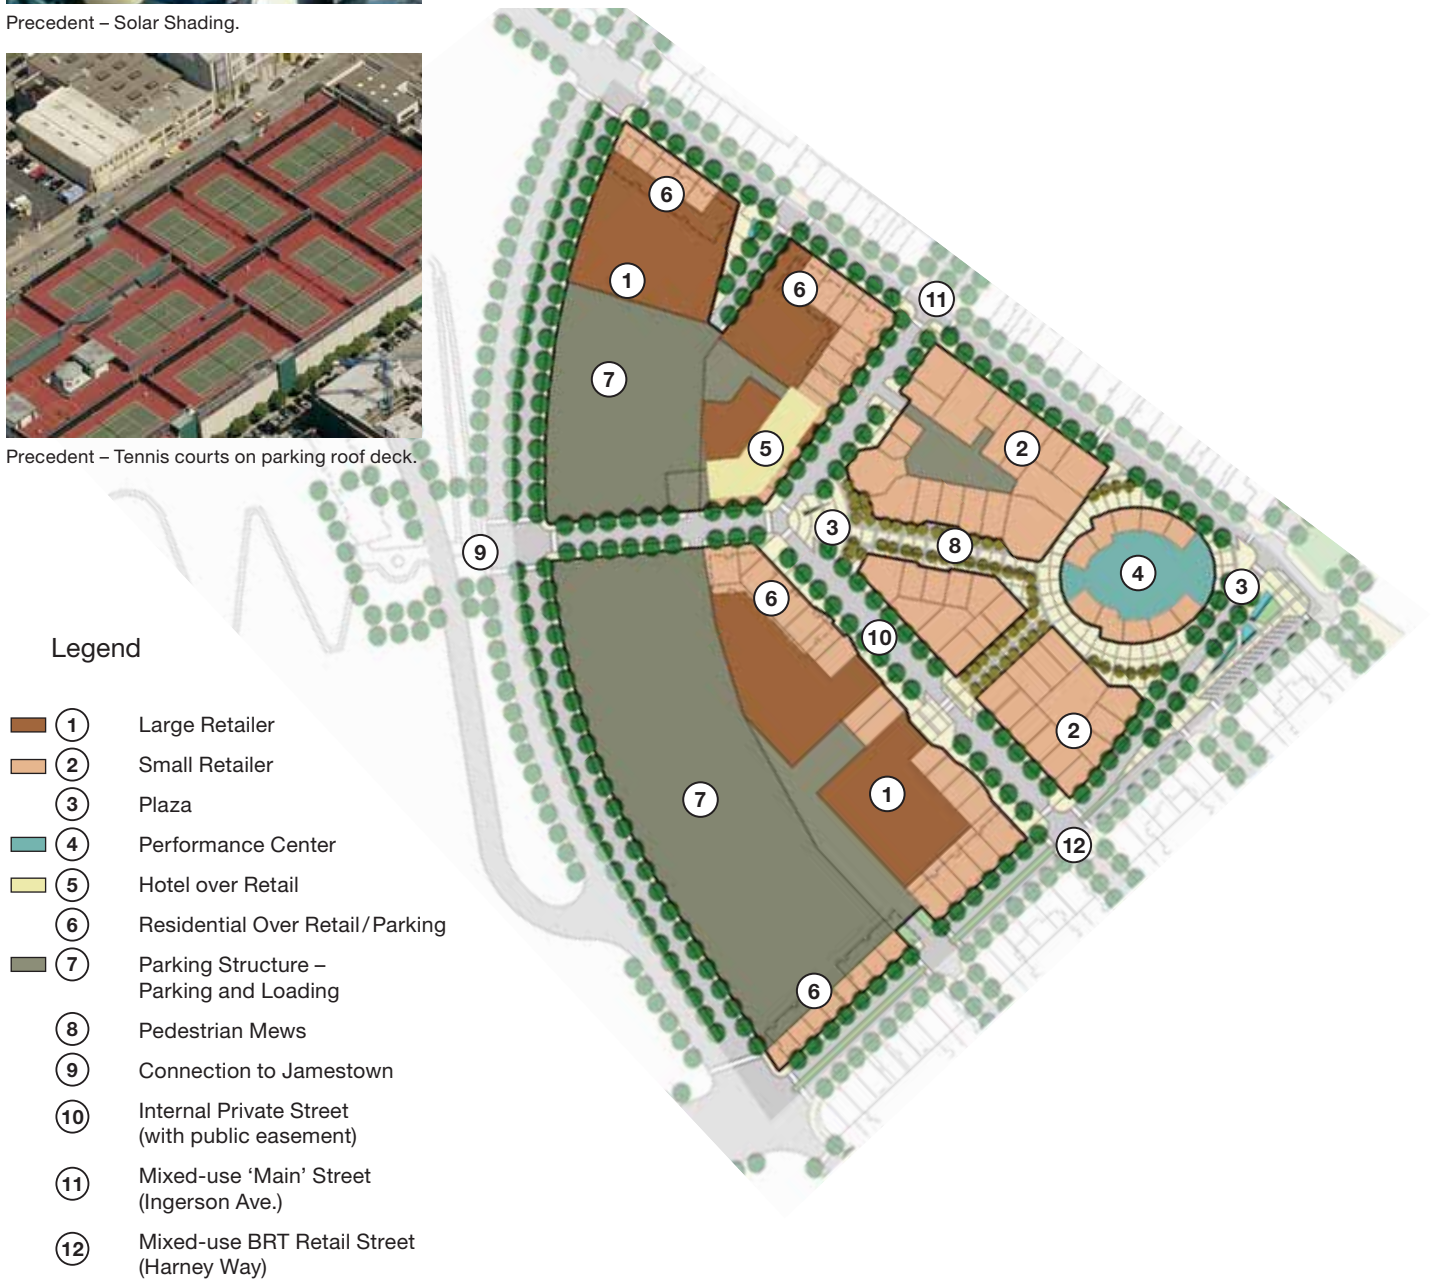 Precedent – Solar Shading.
Precedent – Tennis courts on parking roof deck.
6
1
6
11
7
5
2
3
8
9
4
3
6
10
2
7
1
12
6
Legend
1 Large Retailer
2 Small Retailer
3 Plaza
4 Performance Center
5 Hotel over Retail
6 Residential Over Retail/Parking
7 Parking Structure –
Parking and Loading
8 Pedestrian Mews
9 Connection to Jamestown
10 Internal Private Street
(with public easement)
11 Mixed-use ‘Main’ Street
(Ingerson Ave.)
12 Mixed-use BRT Retail Street
(Harney Way)